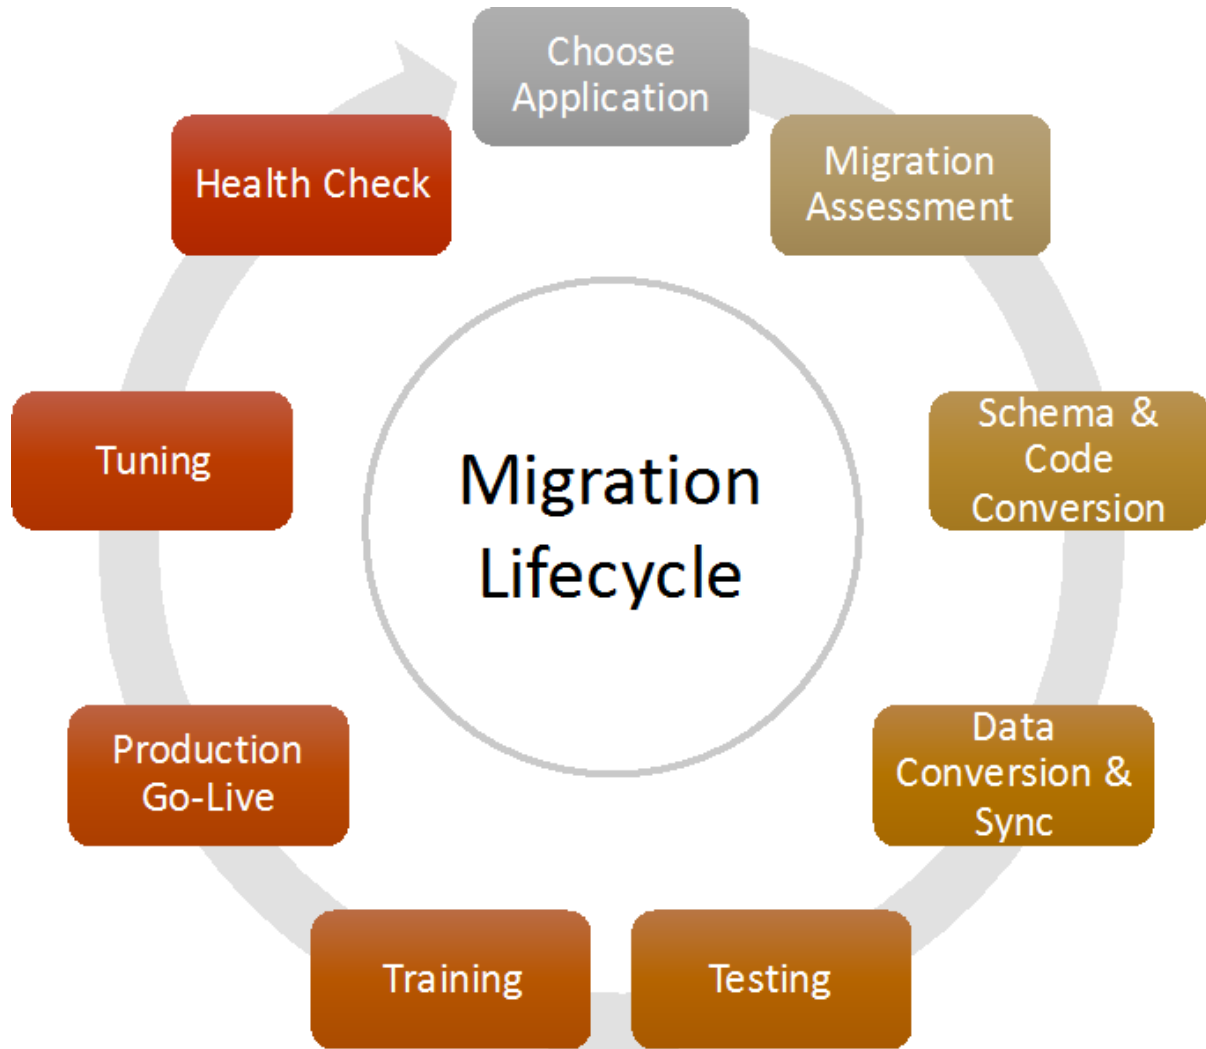 Choose
Application
Migration
Assessment
Schema &
Code
Conversion
Data
Conversion &
Sync
Testing
Training
Production
Go-Live
Tuning
Health Check
Migration
Lifecycle